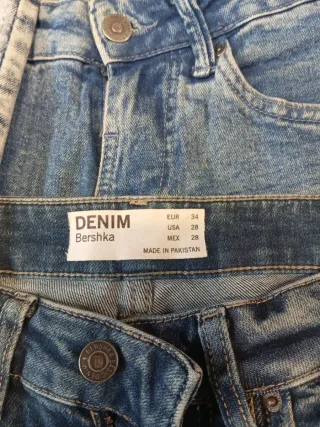 DENIM
Bershka
EUR 34
USA 28
MEX 28
MADE IN PAKISTAN